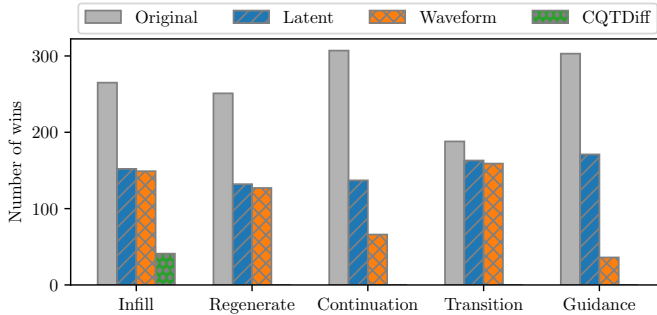 Original Latent Waveform CQTDiff
Number of wins
300
200
100
0
Infill Regenerate Continuation Transition Guidance